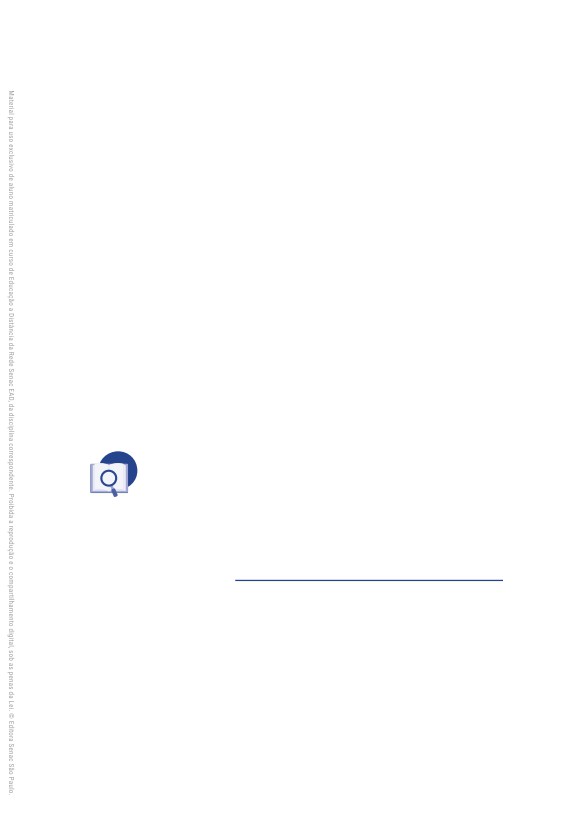 Material para uso exclusivo de aluno matriculado em curso de Educação a Distância da Rede Senac EAD, da disciplina correspondente. Proibida a reprodução e o compartilhamento digital, sob as penas da Lei. © Editora Senac São Paulo.